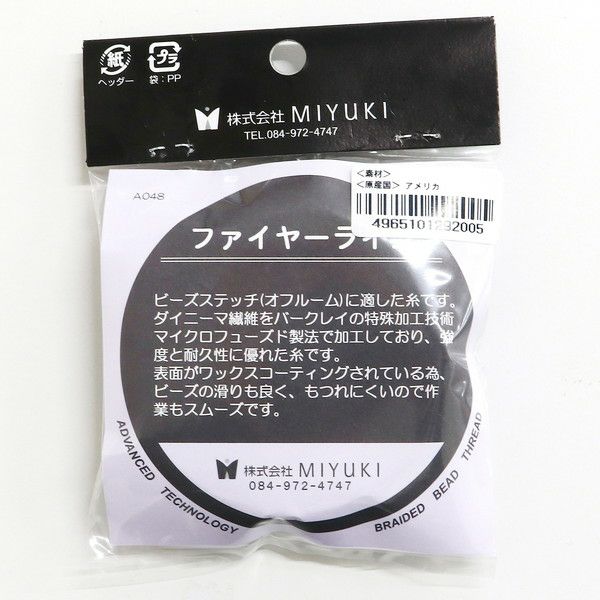 紙
プラ
ヘッダー
袋:PP
株式会社 MIYUKI
TEL.084-972-4747
A048
<素材>
<原産国> アメリカ
4965101232005
ファイヤーライ
ビーズステッチ(オフルーム)に適した糸です。
ダイニーマ繊維をバークレイの特殊加工技術
マイクロフューズド製法で加工しており、強
度と耐久性に優れた糸です。
表面がワックスコーティングされている為、
ビーズの滑りも良く、もつれにくいので作
業もスムーズです。
株式会社 MIYUKI
084-972-4747
ADVANCED TECHNOLOGY
BRAIDED BEAD THREAD